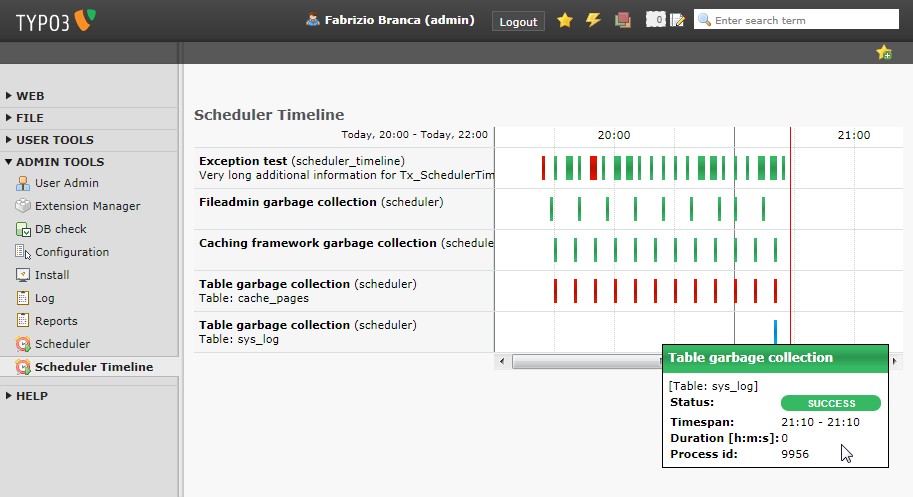 TYPO3
Fabrizio Branca (admin)
Logout
0
Enter search term
WEB
FILE
USER TOOLS
ADMIN TOOLS
User Admin
Extension Manager
DB check
Configuration
Install
Log
Reports
Scheduler
Scheduler Timeline
HELP
Scheduler Timeline
Today, 20:00 - Today, 22:00
20:00
21:00
Exception test (scheduler_timeline)
Very long additional information for Tx_SchedulerTim
Fileadmin garbage collection (scheduler)
Caching framework garbage collection (schedule
Table garbage collection (scheduler)
Table: cache_pages
Table garbage collection (scheduler)
Table: sys_log
Table garbage collection
[Table: sys_log]
Status: SUCCESS
Timespan: 21:10 - 21:10
Duration [h:m:s]: 0
Process id: 9956